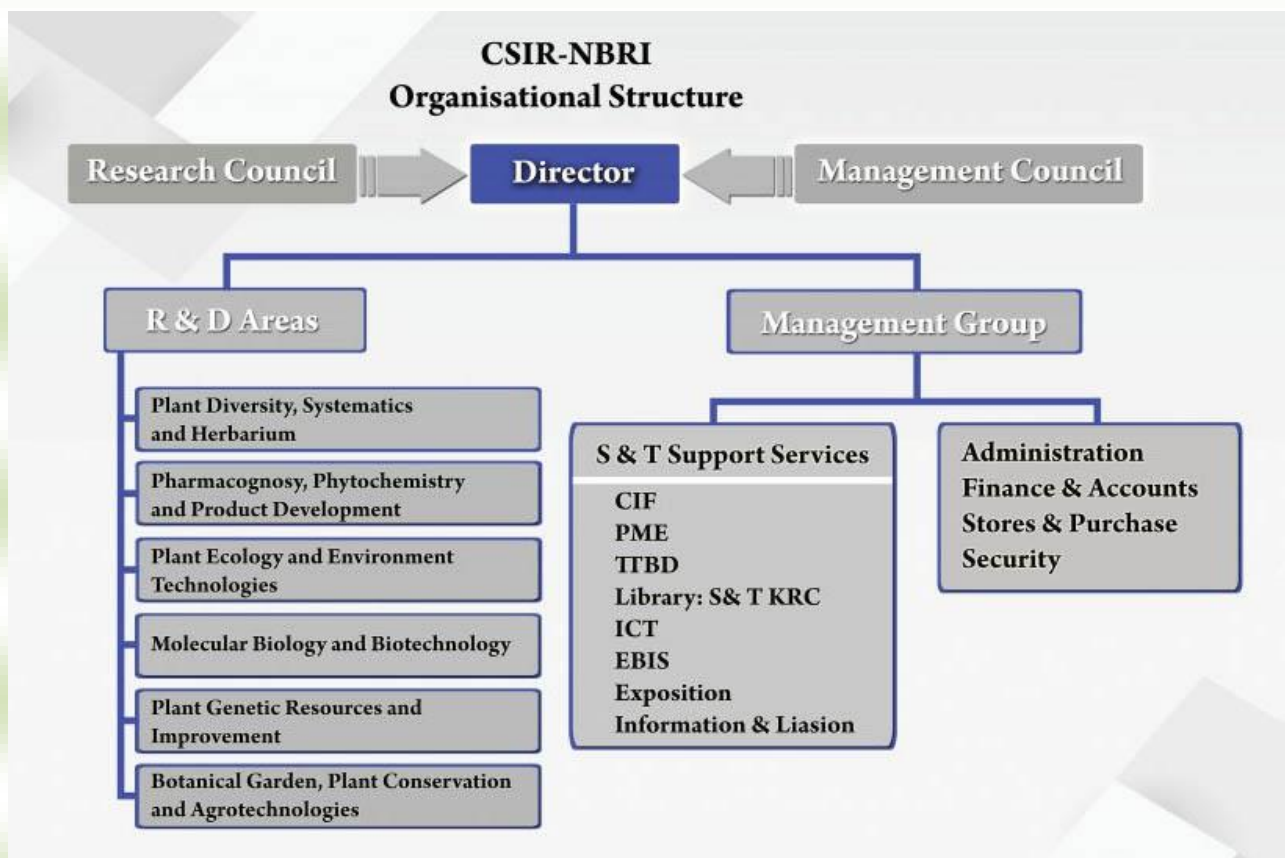 CSIR-NBRI
Organisational Structure
Research Council
Director
Management Council
R & D Areas
Management Group
Plant Diversity, Systematics
and Herbarium
Pharmacognosy, Phytochemistry
and Product Development
Plant Ecology and Environment
Technologies
Molecular Biology and Biotechnology
Plant Genetic Resources and
Improvement
Botanical Garden, Plant Conservation
and Agrotechnologies
S & T Support Services
CIF
PME
TTBD
Library: S& T KRC
ICT
EBIS
Exposition
Information & Liasion
Administration
Finance & Accounts
Stores & Purchase
Security